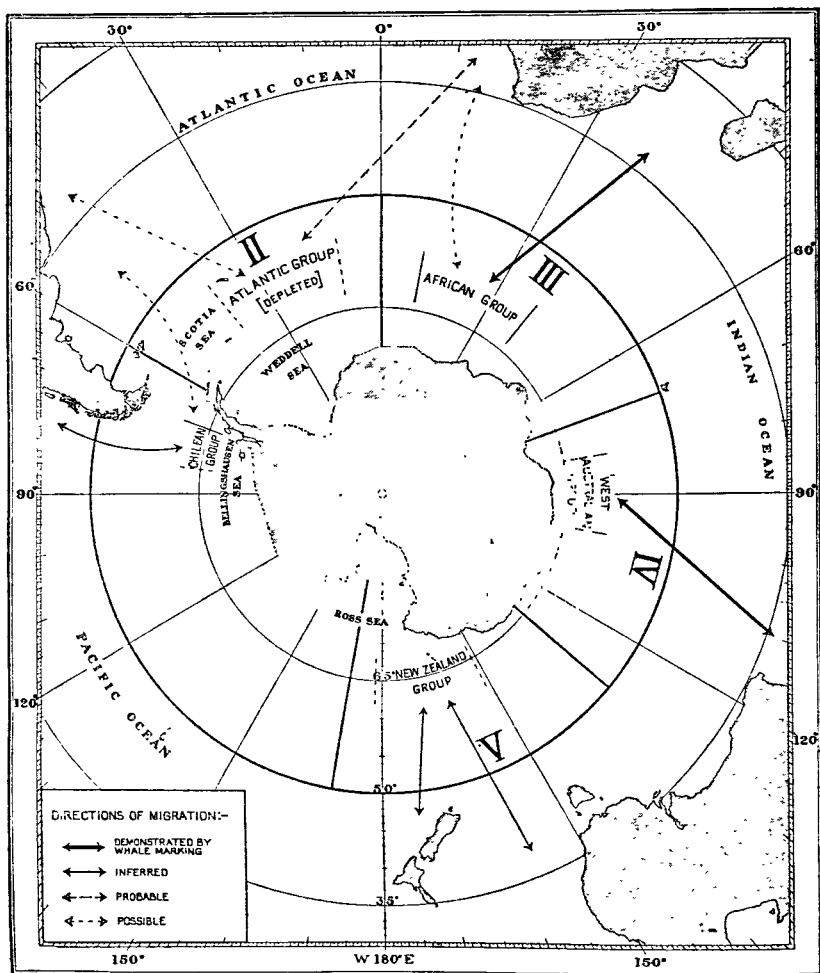 30° 0° 30°
ATLANTIC OCEAN
II
ATLANTIC GROUP
[DEPLETED]
III
AFRICAN GROUP
60°
60°
SCOTIA
SEA
WEDDELL
SEA
INDIAN OCEAN
CHILEAN
GROUP
BELLINGSHAUSEN
SEA
WEST
90°
90°
IV
ROSS SEA
65° NEW ZEALAND
GROUP
PACIFIC OCEAN
120°
120°
V
50°
35°
DIRECTIONS OF MIGRATION:-
DEMONSTRATED BY
WHALE MARKING
INFERRED
PROBABLE
POSSIBLE
150° W 180° E 150°